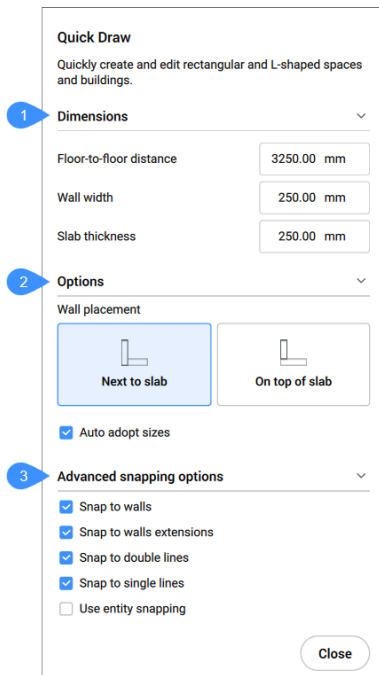 Quick Draw
Quickly create and edit rectangular and L-shaped spaces
and buildings.
1 Dimensions
Floor-to-floor distance 3250.00 mm
Wall width 250.00 mm
Slab thickness 250.00 mm
2 Options
Wall placement
Next to slab On top of slab
Auto adopt sizes
3 Advanced snapping options
Snap to walls
Snap to walls extensions
Snap to double lines
Snap to single lines
Use entity snapping
Close